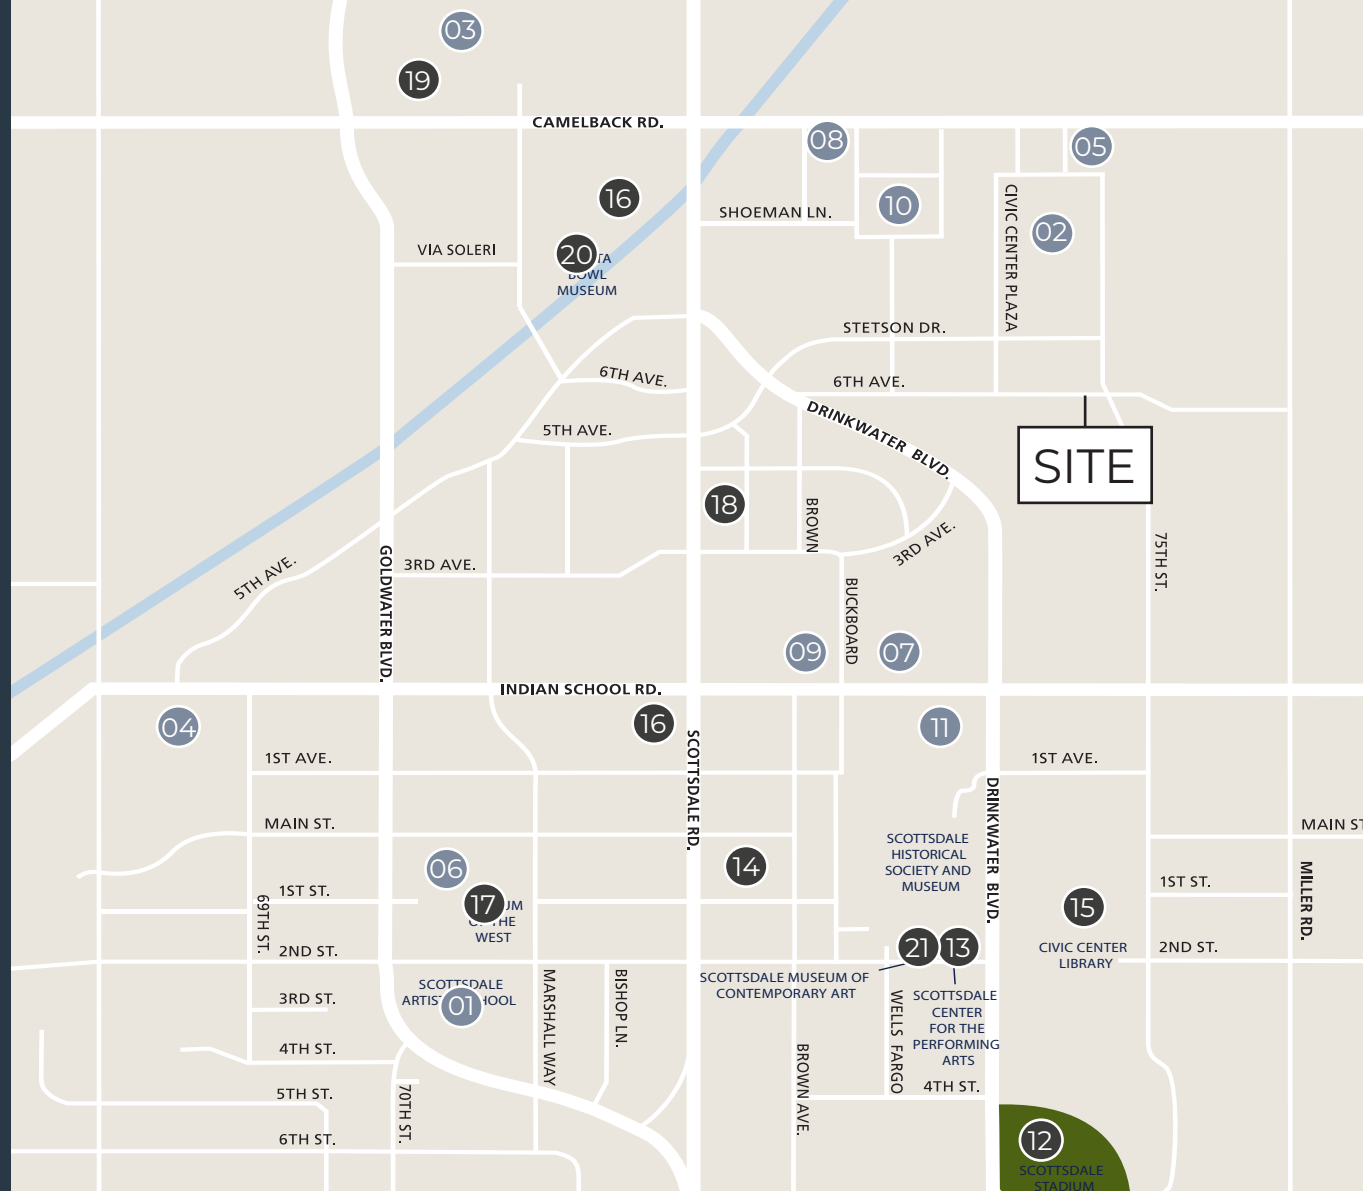 03
19
CAMELBACK RD.
08
05
16
10
SHOEMAN LN.
CIVIC CENTER PLAZA
02
VIA SOLERI
20
BOWL
MUSEUM
STETSON DR.
6TH AVE.
6TH AVE.
DRINKWATER BLVD.
5TH AVE.
SITE
18
BROWN
3RD AVE.
75TH ST.
5TH AVE.
GOLDWATER BLVD.
3RD AVE.
BUCKBOARD
09
07
INDIAN SCHOOL RD.
04
16
11
SCOTTSDALE RD.
1ST AVE.
1ST AVE.
DRINKWATER BLVD.
MAIN ST.
MAIN ST
SCOTTSDALE
HISTORICAL
SOCIETY AND
MUSEUM
06
14
MILLER RD.
1ST ST.
1ST ST.
69TH ST.
17
THE
WEST
15
21
13
2ND ST.
CIVIC CENTER
LIBRARY
2ND ST.
SCOTTSDALE MUSEUM OF
CONTEMPORARY ART
SCOTTSDALE
01
MARSHALL WAY
BISHOP LN.
WELLS FARGO
SCOTTSDALE
CENTER
FOR THE
PERFORMING
ARTS
3RD ST.
4TH ST.
BROWN AVE.
4TH ST.
5TH ST.
70TH ST.
6TH ST.
12
SCOTTSDALE
STADIUM